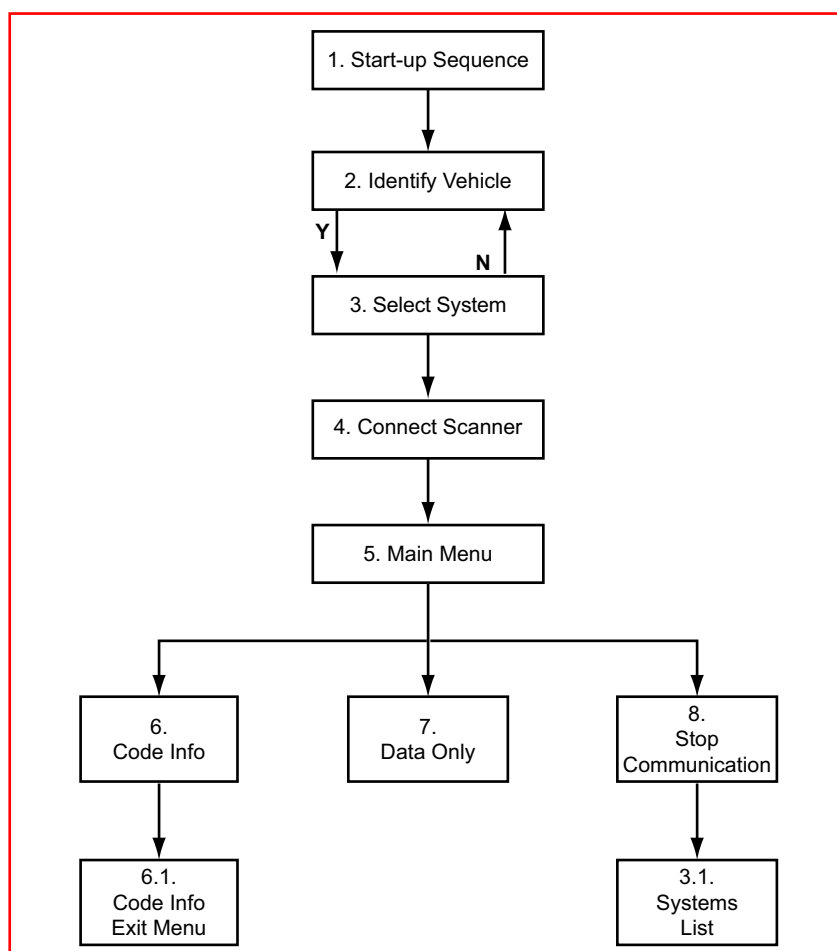 1. Start-up Sequence
2. Identify Vehicle
Y
N
3. Select System
4. Connect Scanner
5. Main Menu
6.
Code Info
7.
Data Only
8.
Stop
Communication
6.1.
Code Info
Exit Menu
3.1.
Systems
List